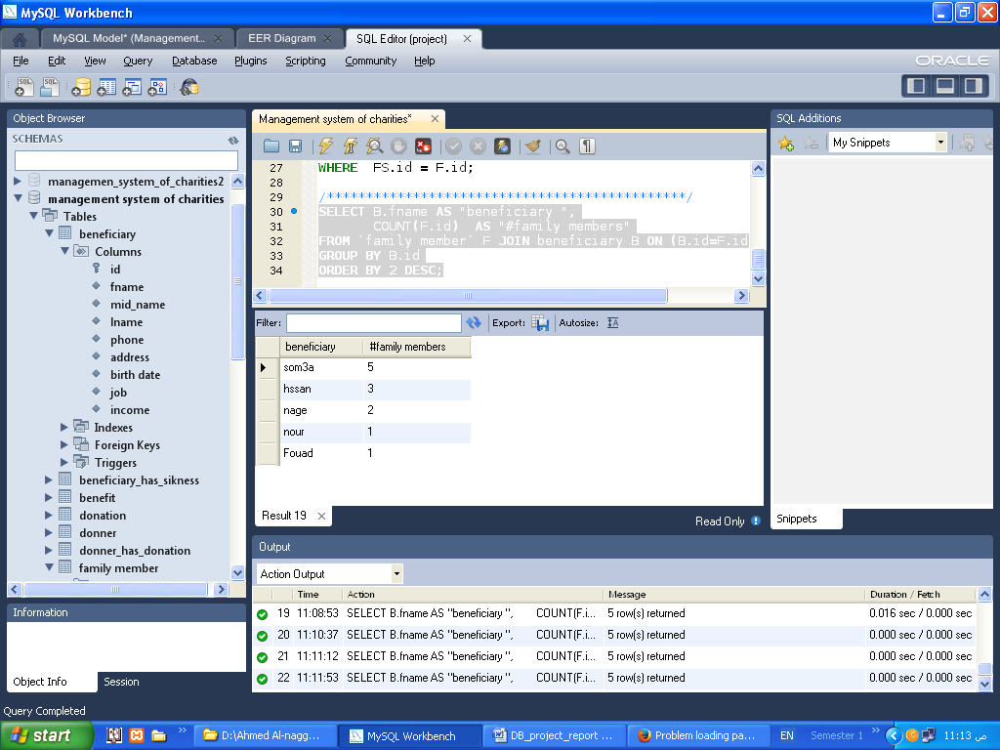 MySQL Workbench
MySQL Model* (Management...
EER Diagram
SQL Editor (project)
File Edit View Query Database Plugins Scripting Community Help
ORACLE
SQL SQL
Object Browser
SCHEMAS
managemen_system_of_charities2
management system of charities
Tables
beneficiary
Columns
id
fname
mid_name
lname
phone
address
birth date
job
income
Indexes
Foreign Keys
Triggers
beneficiary_has_sikness
benefit
donation
donner
donner_has_donation
family member
Information
Object Info Session
Management system of charities*
27 WHERE FS.id = F.id;
28
29 /*************************************************/
30 SELECT B.fname AS "beneficiary ",
31 COUNT(F.id) AS "#family members"
32 FROM `family member` F JOIN beneficiary B ON (B.id=F.id
33 GROUP BY B.id
34 ORDER BY 2 DESC;
Filter: Export: Autosize:
beneficiary #family members
som3a 5
hssan 3
nage 2
nour 1
Fouad 1
Result 19
Read Only
SQL Additions
My Snippets
Snippets
Output
Action Output
Time Action Message Duration / Fetch
19 11:08:53 SELECT B.fname AS "beneficiary ", COUNT(F.i... 5 row(s) returned 0.016 sec / 0.000 sec
20 11:10:37 SELECT B.fname AS "beneficiary ", COUNT(F.i... 5 row(s) returned 0.000 sec / 0.000 sec
21 11:11:12 SELECT B.fname AS "beneficiary ", COUNT(F.i... 5 row(s) returned 0.000 sec / 0.000 sec
22 11:11:53 SELECT B.fname AS "beneficiary ", COUNT(F.i... 5 row(s) returned 0.000 sec / 0.000 sec
Query Completed
start
D:\Ahmed Al-nagg...
MySQL Workbench
DB_project_report ...
Problem loading pa...
EN
Semester 1
11:13 ص